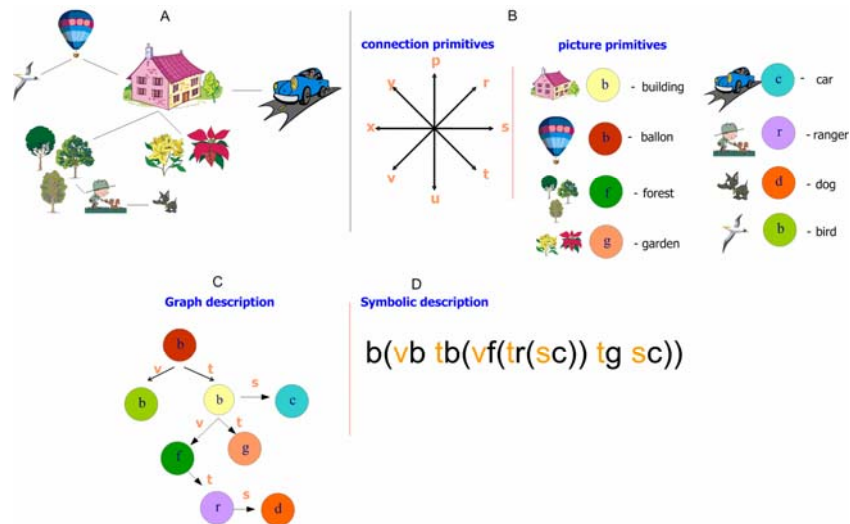 A
B
connection primitives
p
y
r
x
s
v
t
u
picture primitives
b - building
b - ballon
f - forest
g - garden
c - car
r - ranger
d - dog
b - bird
C
Graph description
b
v
t
b
b
s
c
v
t
f
g
t
r
s
d
D
Symbolic description
b(vb tb(vf(tr(sc)) tg sc))